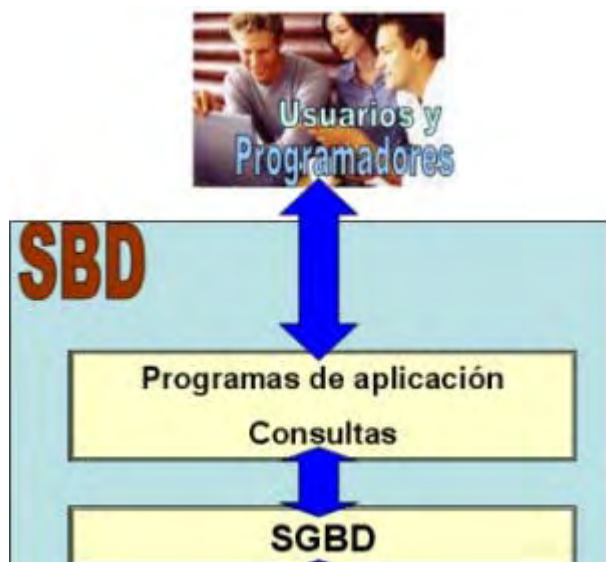 Usuarios y
Programadores
SBD
Programas de aplicación
Consultas
SGBD